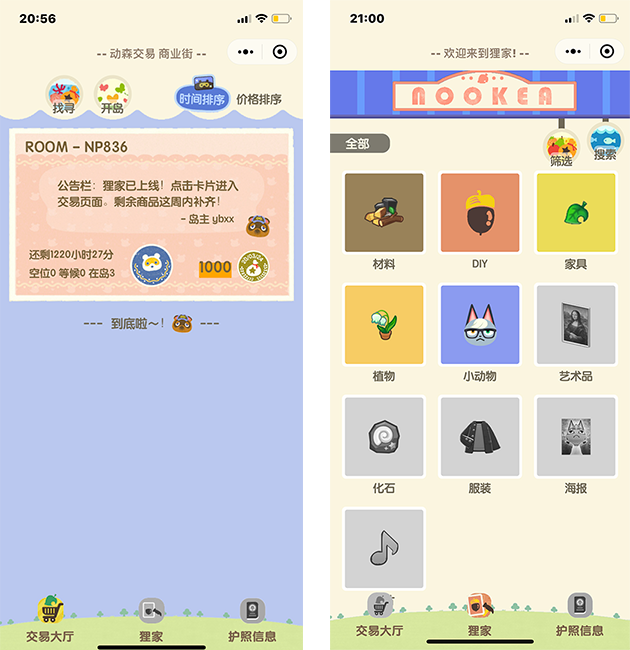 20:56
-- 动森交易 商业街 --
找寻
开岛
时间排序
价格排序
ROOM - NP836
公告栏：狸家已上线！点击卡片进入
交易页面。剩余商品这周内补齐！
- 岛主 ybxx
还剩1220小时27分
空位0 等候0 在岛3
1000
--- 到底啦～！ ---
交易大厅
狸家
护照信息
21:00
-- 欢迎来到狸家! --
NOOKEA
全部
筛选
搜索
材料
DIY
家具
植物
小动物
艺术品
化石
服装
海报
交易大厅
狸家
护照信息